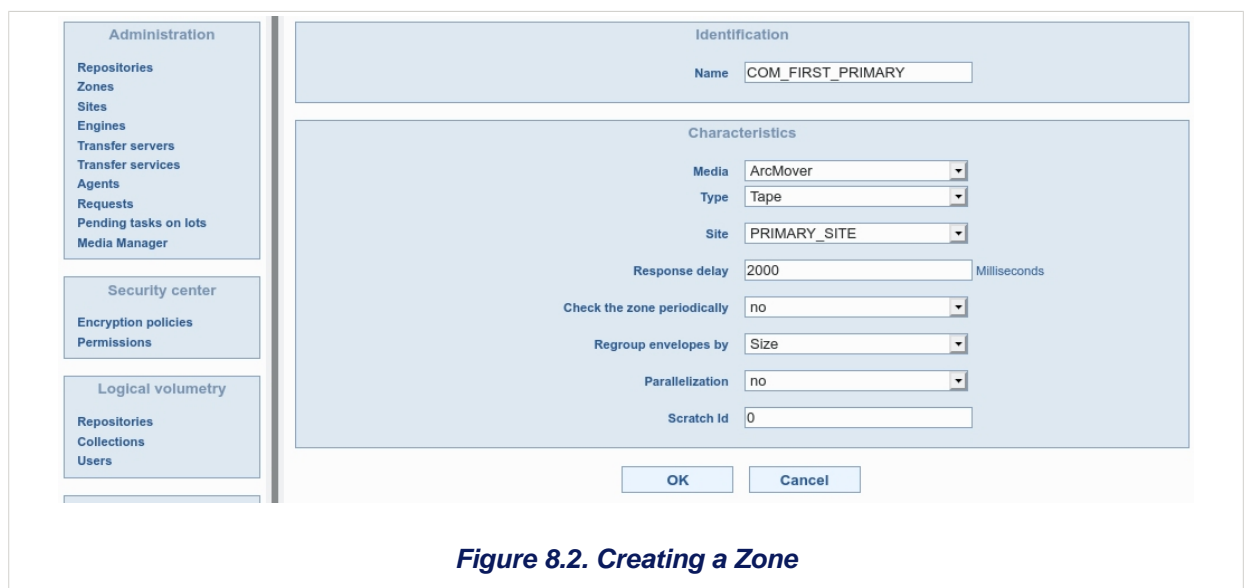 Administration
Repositories
Zones
Sites
Engines
Transfer servers
Transfer services
Agents
Requests
Pending tasks on lots
Media Manager
Security center
Encryption policies
Permissions
Logical volumetry
Repositories
Collections
Users
Identification
Name COM_FIRST_PRIMARY
Characteristics
Media ArcMover
Type Tape
Site PRIMARY_SITE
Response delay 2000 Milliseconds
Check the zone periodically no
Regroup envelopes by Size
Parallelization no
Scratch Id 0
OK Cancel
Figure 8.2. Creating a Zone